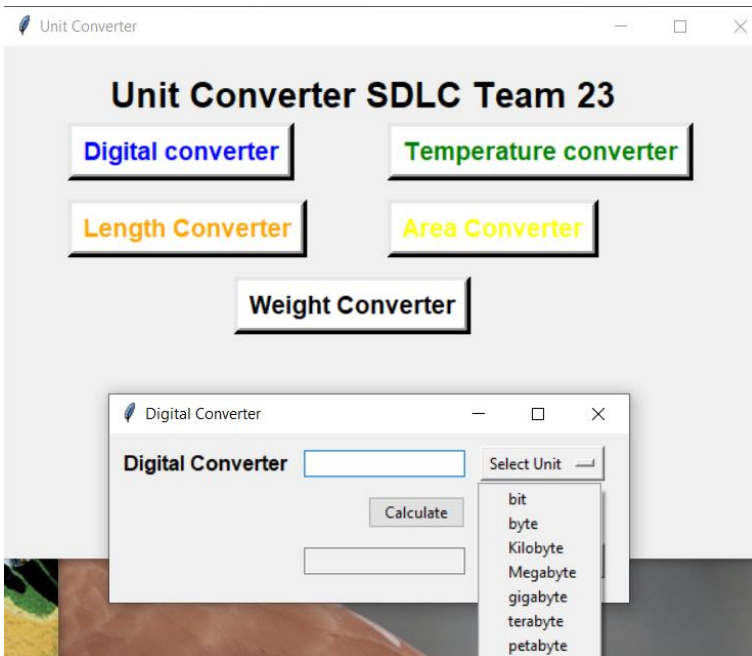 Unit Converter
Unit Converter SDLC Team 23
Digital converter
Temperature converter
Length Converter
Area Converter
Weight Converter
Digital Converter
Digital Converter
Select Unit
Calculate
bit
byte
Kilobyte
Megabyte
gigabyte
terabyte
petabyte